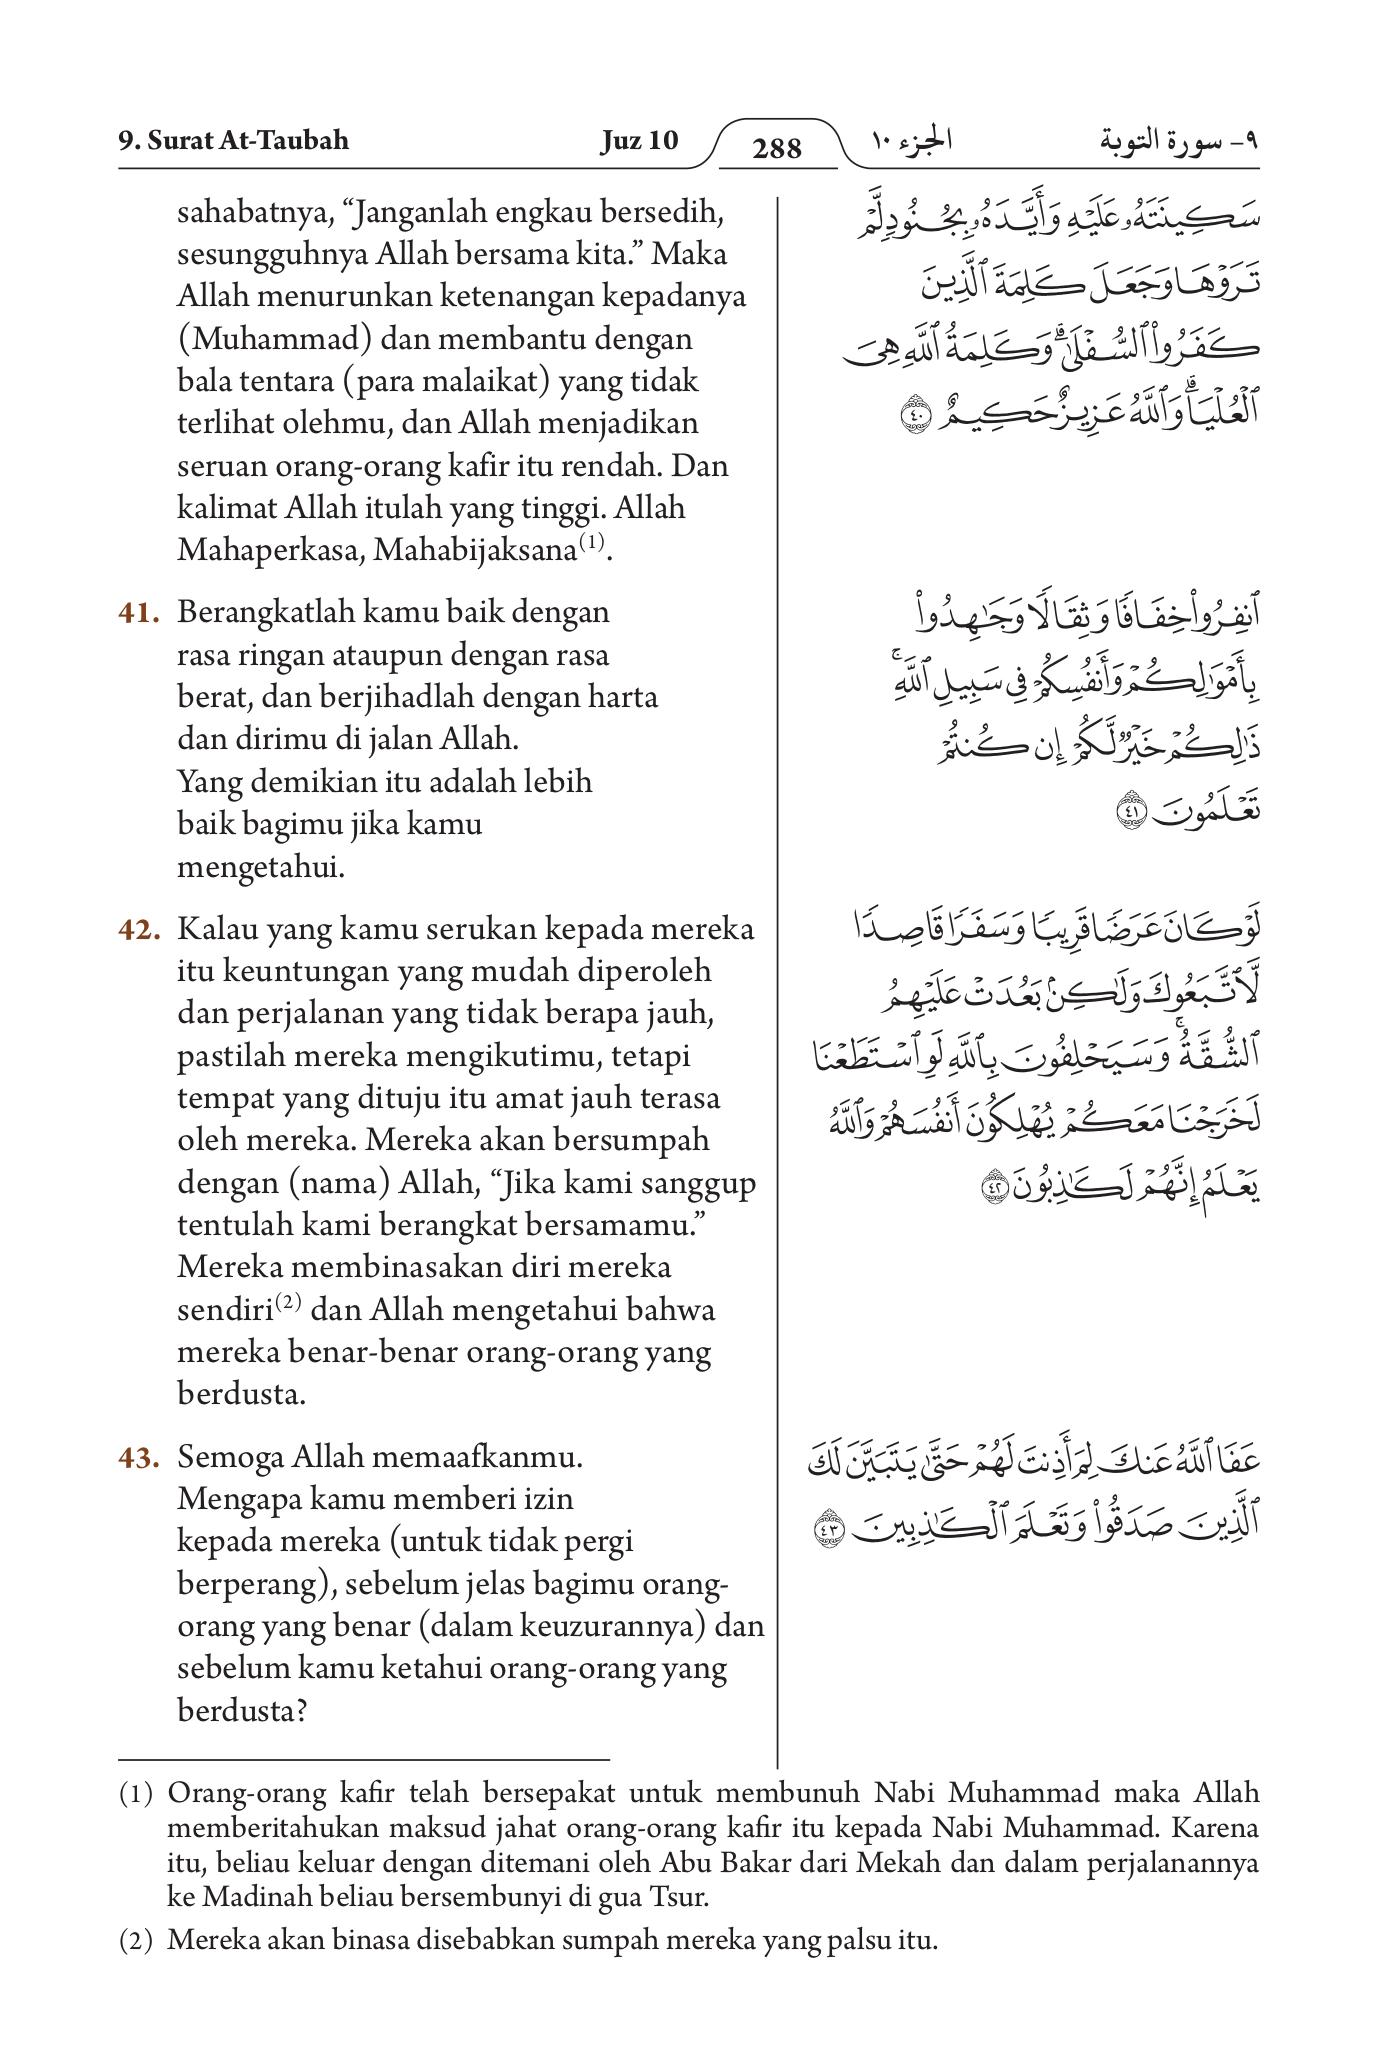 9. Surat At-Taubah Juz 10 288 الجزء ١٠ ٩- سورة التوبة
sahabatnya, “Janganlah engkau bersedih,
sesungguhnya Allah bersama kita.” Maka
Allah menurunkan ketenangan kepadanya
(Muhammad) dan membantu dengan
bala tentara (para malaikat) yang tidak
terlihat olehmu, dan Allah menjadikan
seruan orang-orang kafir itu rendah. Dan
kalimat Allah itulah yang tinggi. Allah
Mahaperkasa, Mahabijaksana(1).
سَكِينَتَهُۥ عَلَيْهِ وَأَيَّدَهُۥ بِجُنُودٍ لَّمْ
تَرَوْهَا وَجَعَلَ كَلِمَةَ ٱلَّذِينَ
كَفَرُوا۟ ٱلسُّفْلَىٰ ۗ وَكَلِمَةُ ٱللَّهِ هِىَ
ٱلْعُلْيَا ۗ وَٱللَّهُ عَزِيزٌ حَكِيمٌ ٤٠
41. Berangkatlah kamu baik dengan
rasa ringan ataupun dengan rasa
berat, dan berjihadlah dengan harta
dan dirimu di jalan Allah.
Yang demikian itu adalah lebih
baik bagimu jika kamu
mengetahui.
ٱنفِرُوا۟ خِفَافًا وَثِقَالًا وَجَـٰهِدُوا۟
بِأَمْوَٰلِكُمْ وَأَنفُسِكُمْ فِى سَبِيلِ ٱللَّهِ ۚ
ذَٰلِكُمْ خَيْرٌ لَّكُمْ إِن كُنتُمْ
تَعْلَمُونَ ٤١
42. Kalau yang kamu serukan kepada mereka
itu keuntungan yang mudah diperoleh
dan perjalanan yang tidak berapa jauh,
pastilah mereka mengikutimu, tetapi
tempat yang dituju itu amat jauh terasa
oleh mereka. Mereka akan bersumpah
dengan (nama) Allah, “Jika kami sanggup
tentulah kami berangkat bersamamu.”
Mereka membinasakan diri mereka
sendiri(2) dan Allah mengetahui bahwa
mereka benar-benar orang-orang yang
berdusta.
لَوْ كَانَ عَرَضًا قَرِيبًا وَسَفَرًا قَاصِدًا
لَّٱتَّبَعُوكَ وَلَـٰكِنۢ بَعُدَتْ عَلَيْهِمُ
ٱلشُّقَّةُ ۚ وَسَيَحْلِفُونَ بِٱللَّهِ لَوِ ٱسْتَطَعْنَا
لَخَرَجْنَا مَعَكُمْ يُهْلِكُونَ أَنفُسَهُمْ وَٱللَّهُ
يَعْلَمُ إِنَّهُمْ لَكَـٰذِبُونَ ٤٢
43. Semoga Allah memaafkanmu.
Mengapa kamu memberi izin
kepada mereka (untuk tidak pergi
berperang), sebelum jelas bagimu orang-
orang yang benar (dalam keuzurannya) dan
sebelum kamu ketahui orang-orang yang
berdusta?
عَفَا ٱللَّهُ عَنكَ لِمَ أَذِنتَ لَهُمْ حَتَّىٰ يَتَبَيَّنَ لَكَ
ٱلَّذِينَ صَدَقُوا۟ وَتَعْلَمَ ٱلْكَـٰذِبِينَ ٤٣
(1) Orang-orang kafir telah bersepakat untuk membunuh Nabi Muhammad maka Allah
memberitahukan maksud jahat orang-orang kafir itu kepada Nabi Muhammad. Karena
itu, beliau keluar dengan ditemani oleh Abu Bakar dari Mekah dan dalam perjalanannya
ke Madinah beliau bersembunyi di gua Tsur.
(2) Mereka akan binasa disebabkan sumpah mereka yang palsu itu.